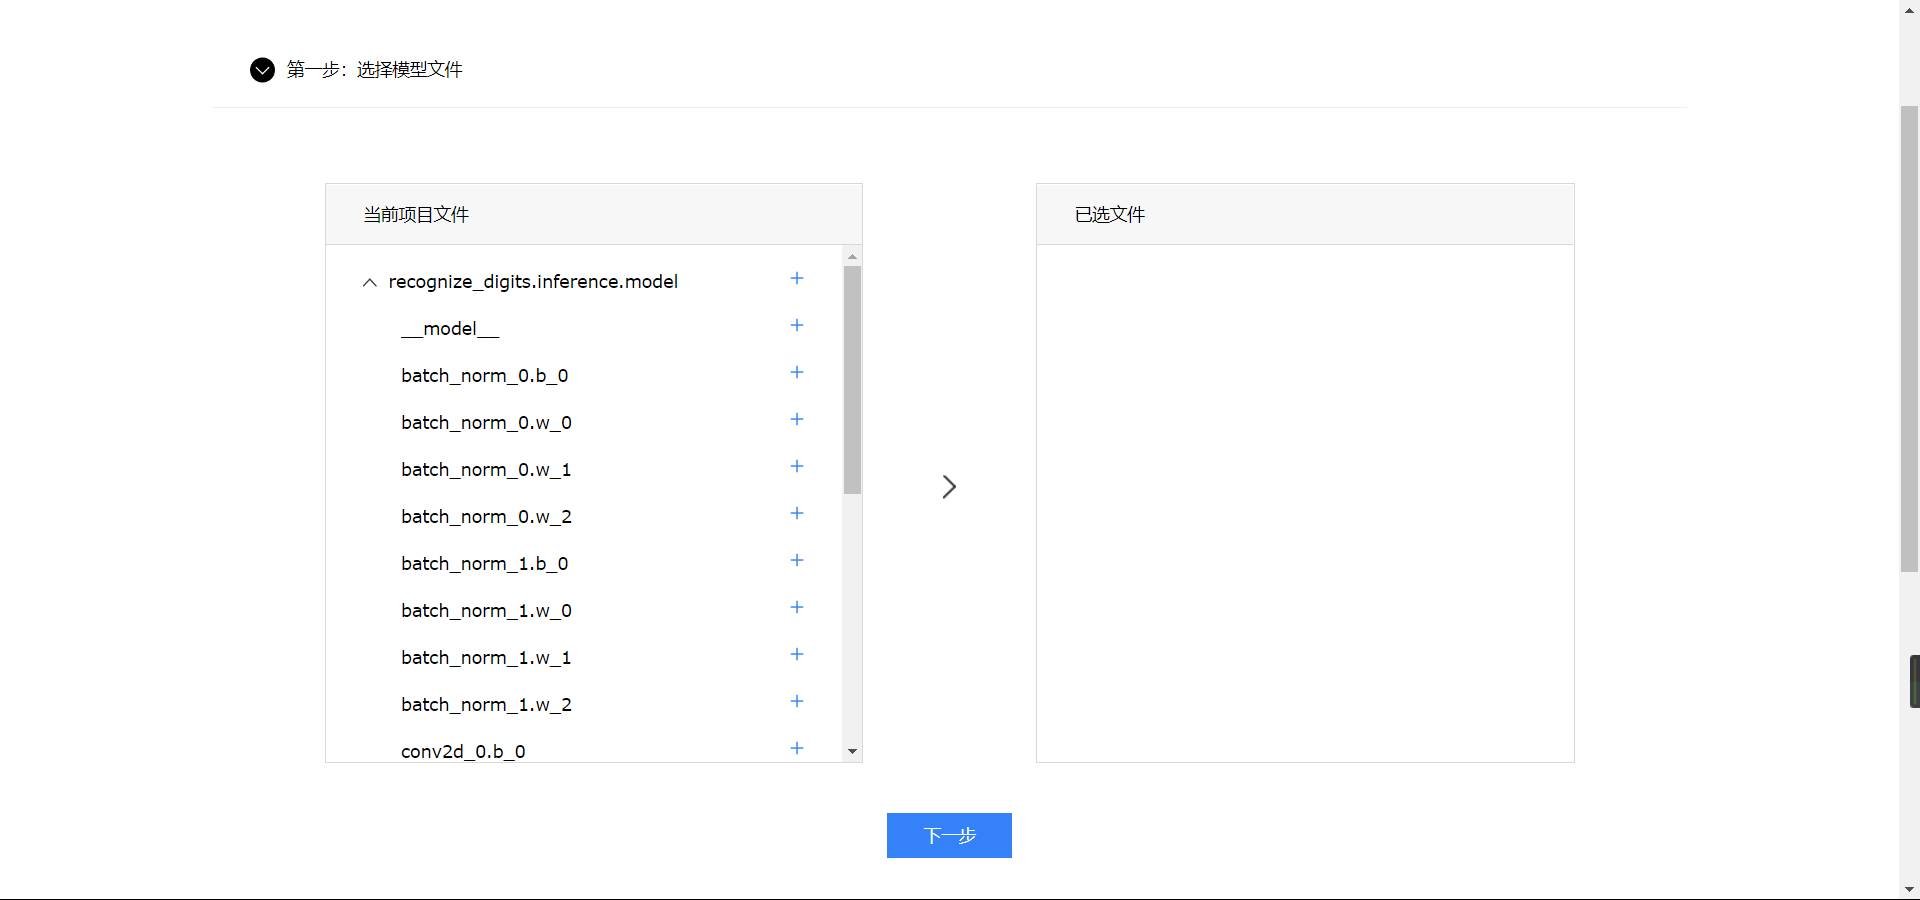 第一步：选择模型文件
当前项目文件
recognize_digits.inference.model
__model__
batch_norm_0.b_0
batch_norm_0.w_0
batch_norm_0.w_1
batch_norm_0.w_2
batch_norm_1.b_0
batch_norm_1.w_0
batch_norm_1.w_1
batch_norm_1.w_2
conv2d_0.b_0
已选文件
下一步